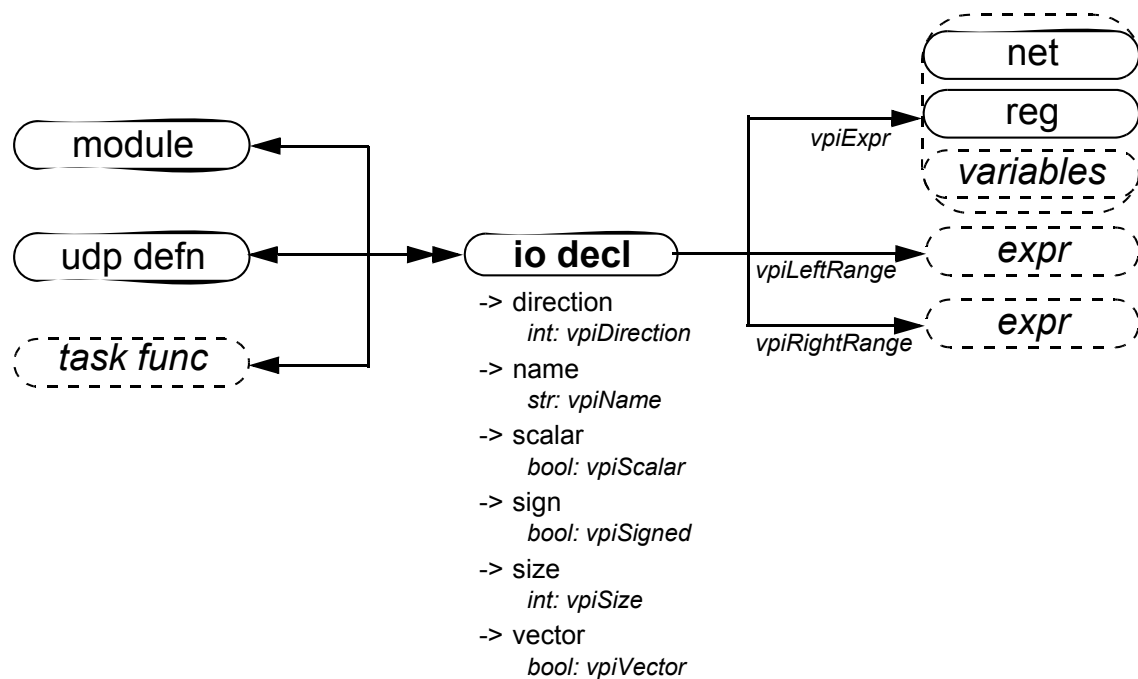 module
udp defn
task func
io decl
-> direction
int: vpiDirection
-> name
str: vpiName
-> scalar
bool: vpiScalar
-> sign
bool: vpiSigned
-> size
int: vpiSize
-> vector
bool: vpiVector
vpiExpr
vpiLeftRange
vpiRightRange
net
reg
variables
expr
expr